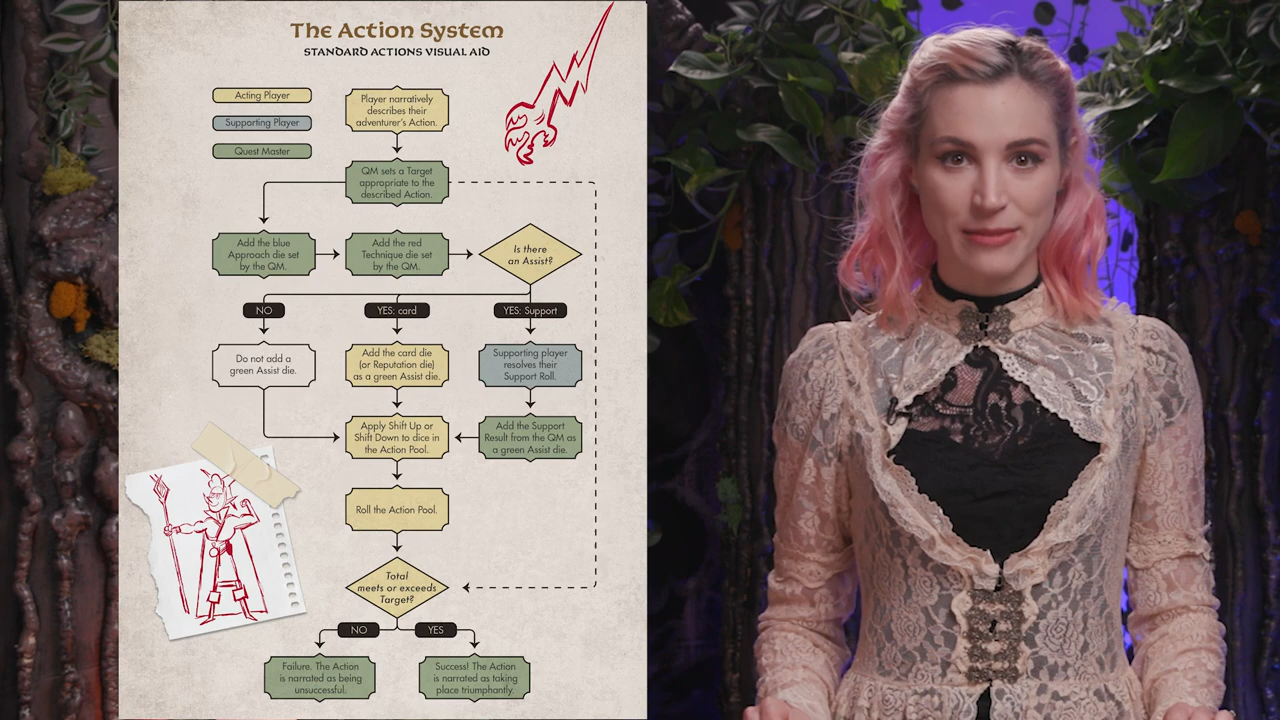 The Action System
STANDARD ACTIONS VISUAL AID
Acting Player
Supporting Player
Quest Master
Player narratively
describes their
adventurer's Action.
QM sets a Target
appropriate to the
described Action.
Add the blue
Approach die set
by the QM.
Add the red
Technique die set
by the QM.
Is there
an Assist?
NO
YES: card
YES: Support
Do not add a
green Assist die.
Add the card die
(or Reputation die)
as a green Assist die.
Supporting player
resolves their
Support Roll.
Apply Shift Up or
Shift Down to dice in
the Action Pool.
Add the Support
Result from the QM as
a green Assist die.
Roll the Action Pool.
Total
meets or exceeds
Target?
NO
YES
Failure. The Action
is narrated as being
unsuccessful.
Success! The Action
is narrated as taking
place triumphantly.